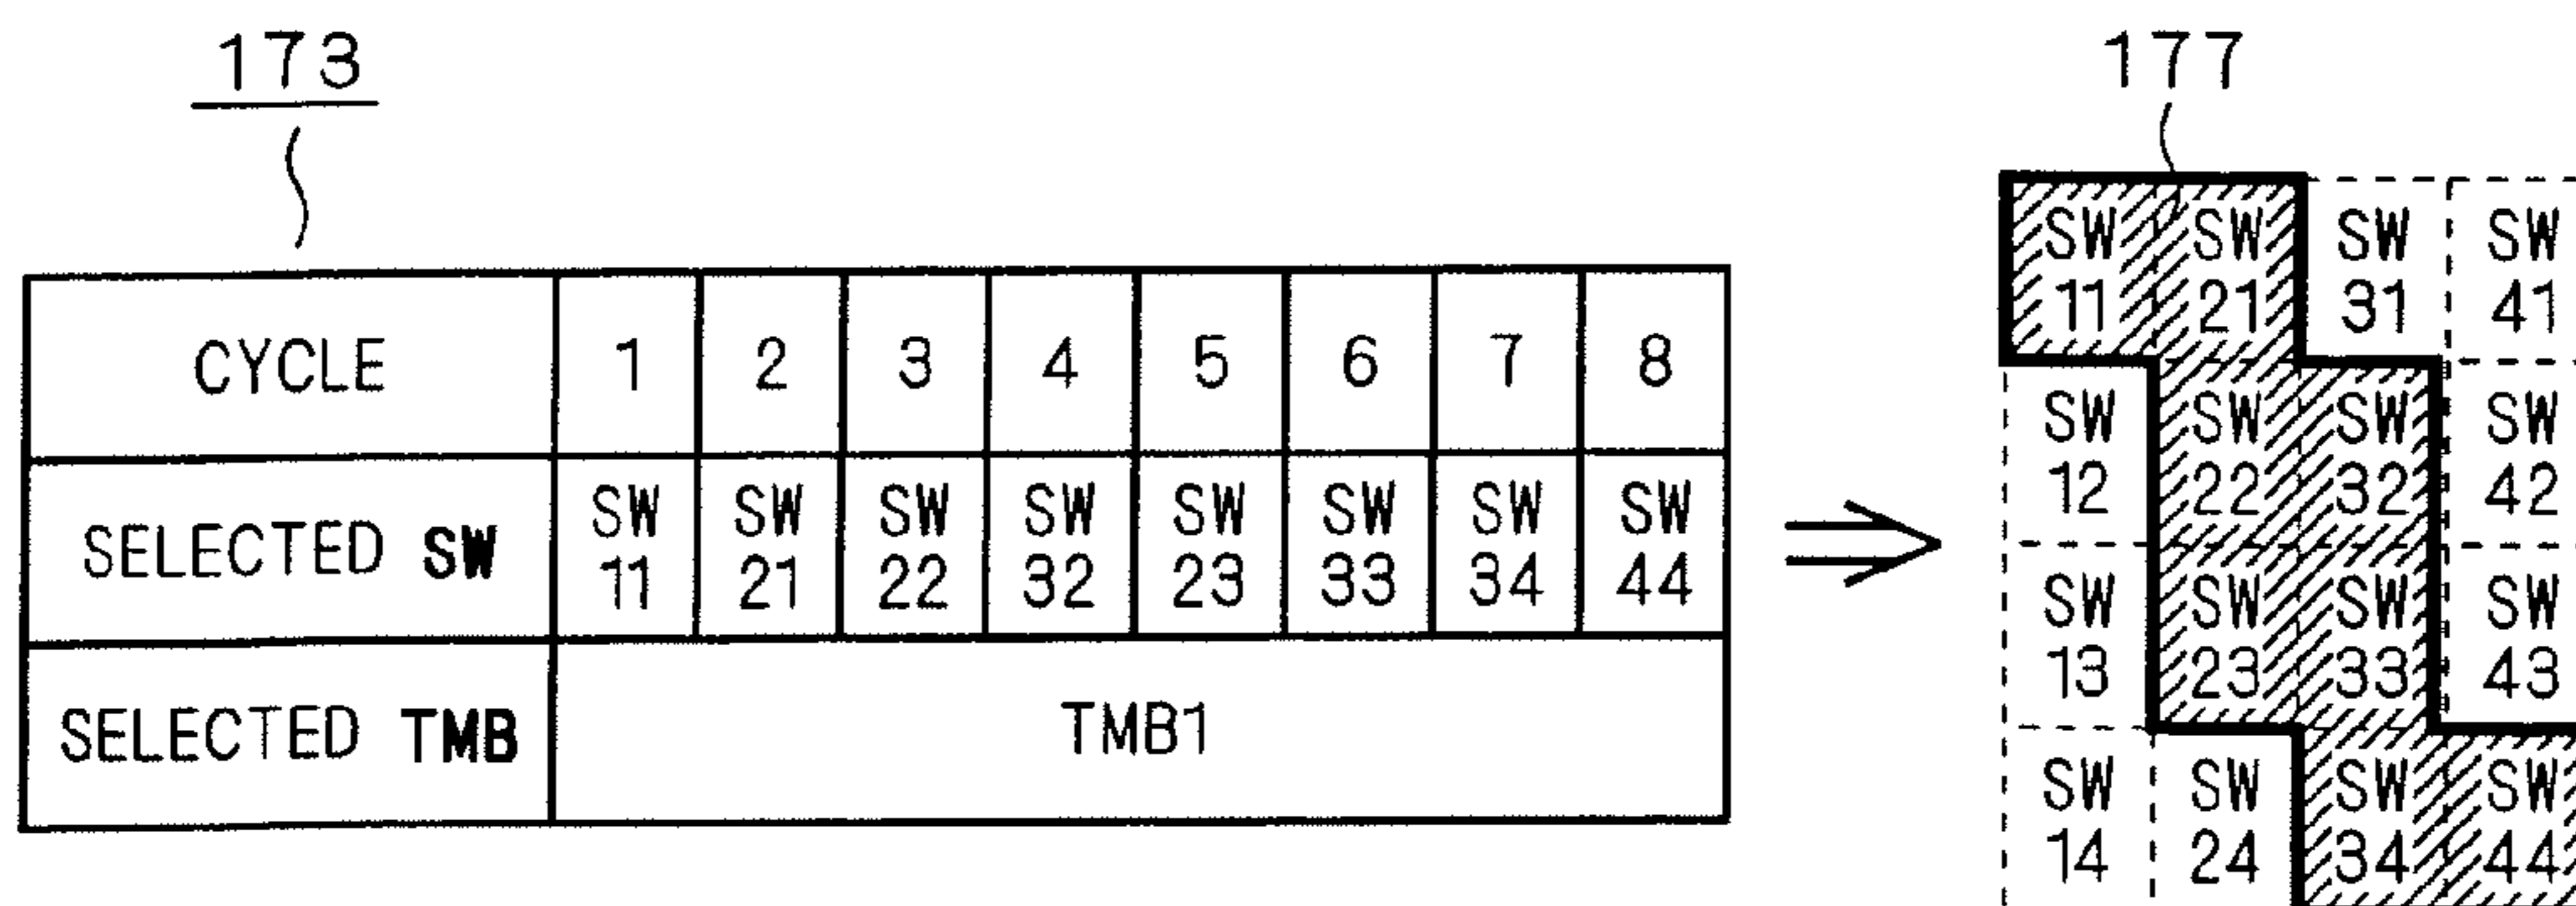 173
177
CYCLE 1 2 3 4 5 6 7 8
SELECTED SW SW SW SW SW SW SW SW SW
11 21 22 32 23 33 34 44
SELECTED TMB TMB1
SW SW SW SW
11 21 31 41
SW SW SW SW
12 22 32 42
SW SW SW SW
13 23 33 43
SW SW SW SW
14 24 34 44